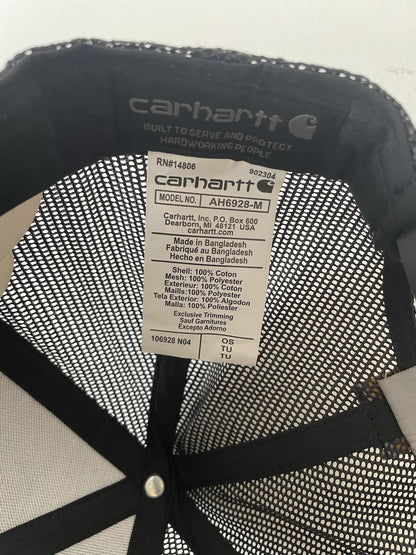 carhartt
BUILT TO SERVE AND PROTECT
HARDWORKING PEOPLE
RN#14806 902304
carhartt
MODEL NO. AH6928-M
Carhartt, Inc. P.O. Box 600
Dearborn, MI 48121 USA
carhartt.com
Made in Bangladesh
Fabriqué au Bangladesh
Hecho en Bangladesh
Shell: 100% Coton
Mesh: 100% Polyester
Exterieur: 100% Coton
Maills:100% Polyester
Tela Exterior: 100% Algodon
Malla: 100% Poliester
Exclusive Trimming
Sauf Garnitures
Excepto Adorno
106928 N04 OS
TU
TU